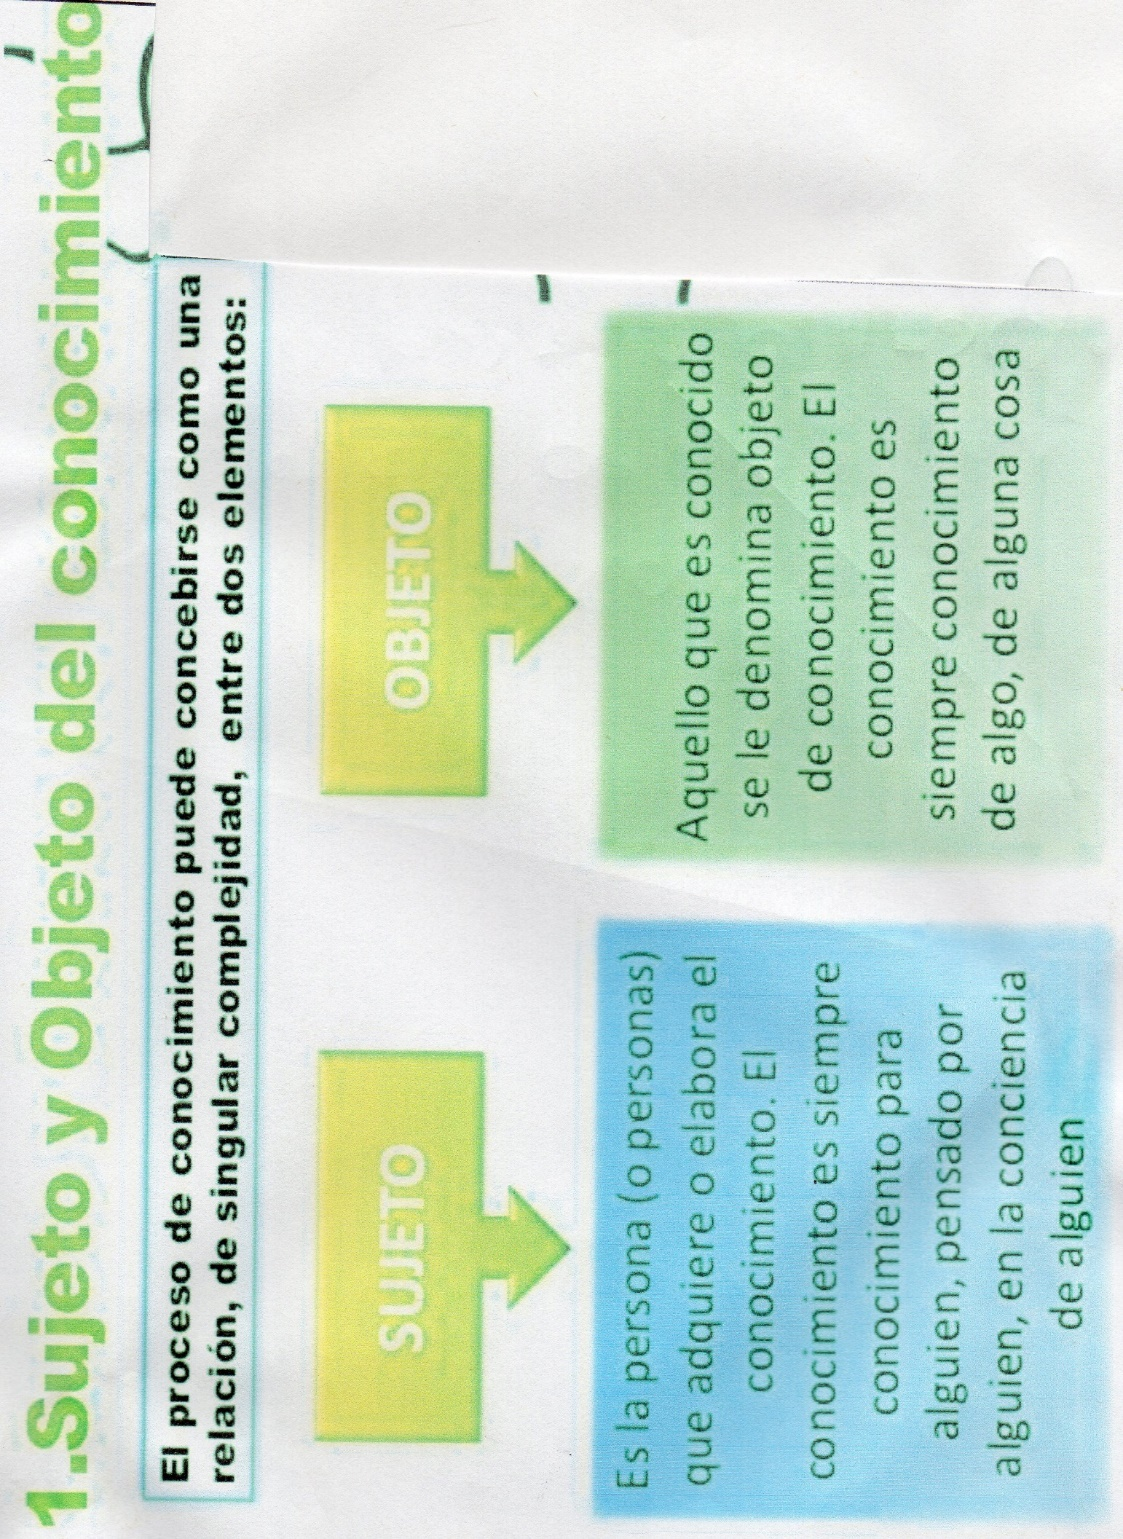 1.Sujeto y Objeto del conocimiento
El proceso de conocimiento puede concebirse como una
relación, de singular complejidad, entre dos elementos:
SUJETO
Es la persona (o personas)
que adquiere o elabora el
conocimiento. El
conocimiento es siempre
conocimiento para
alguien, pensado por
alguien, en la conciencia
de alguien
OBJETO
Aquello que es conocido
se le denomina objeto
de conocimiento. El
conocimiento es
siempre conocimiento
de algo, de alguna cosa